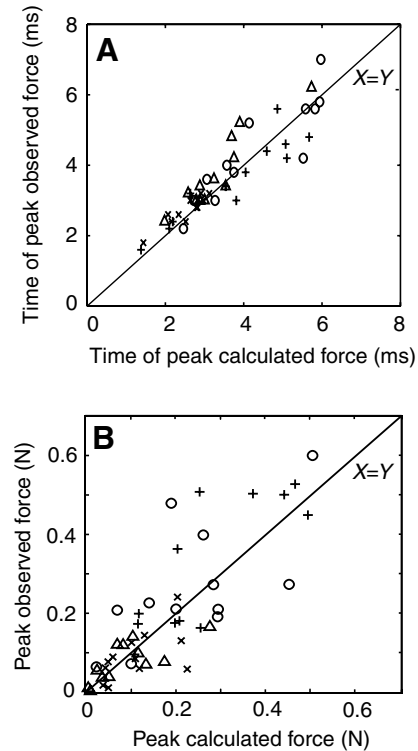 A
8
6
4
2
0
0 2 4 6 8
X=Y
Time of peak observed force (ms)
Time of peak calculated force (ms)
B
0.6
0.4
0.2
0
0 0.2 0.4 0.6
X=Y
Peak observed force (N)
Peak calculated force (N)